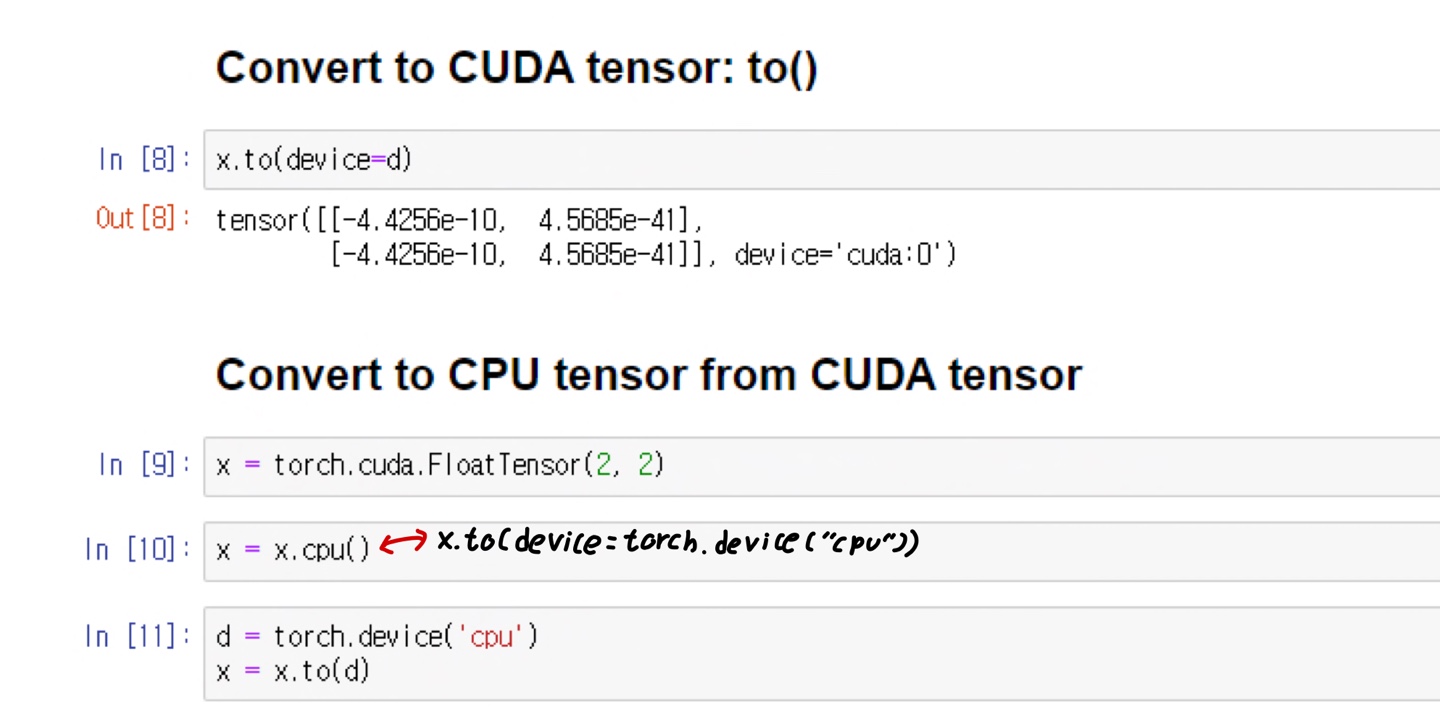 Convert to CUDA tensor: to()
In [8]: x.to(device=d)
Out[8]: tensor([[-4.4256e-10,  4.5685e-41],
        [-4.4256e-10,  4.5685e-41]], device='cuda:0')
Convert to CPU tensor from CUDA tensor
In [9]: x = torch.cuda.FloatTensor(2, 2)
In [10]: x = x.cpu() ↔ x.to(device=torch.device("cpu"))
In [11]: d = torch.device('cpu')
x = x.to(d)